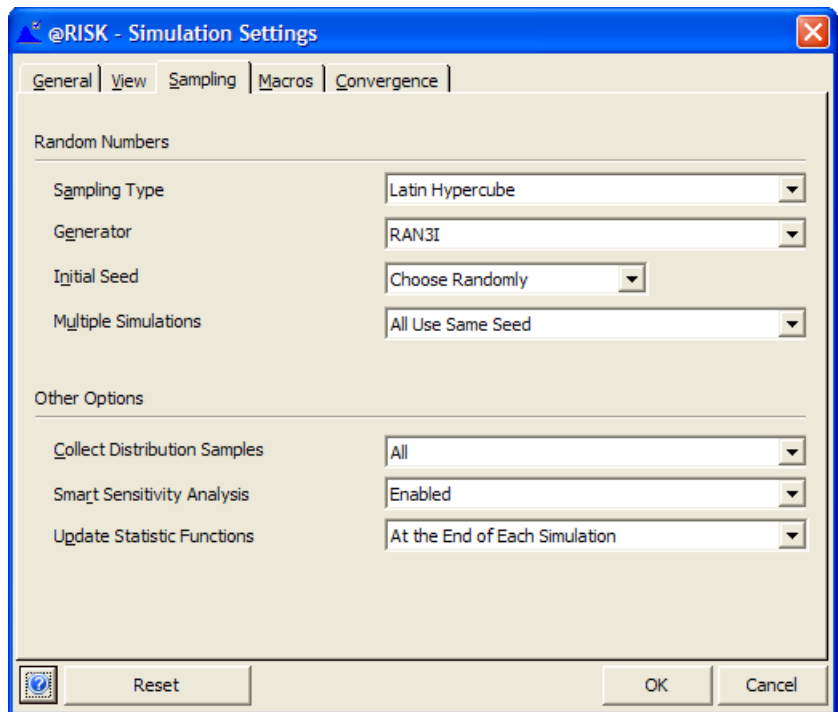 @RISK - Simulation Settings
General View Sampling Macros Convergence
Random Numbers
Sampling Type Latin Hypercube
Generator RAN3I
Initial Seed Choose Randomly
Multiple Simulations All Use Same Seed
Other Options
Collect Distribution Samples All
Smart Sensitivity Analysis Enabled
Update Statistic Functions At the End of Each Simulation
Reset OK Cancel